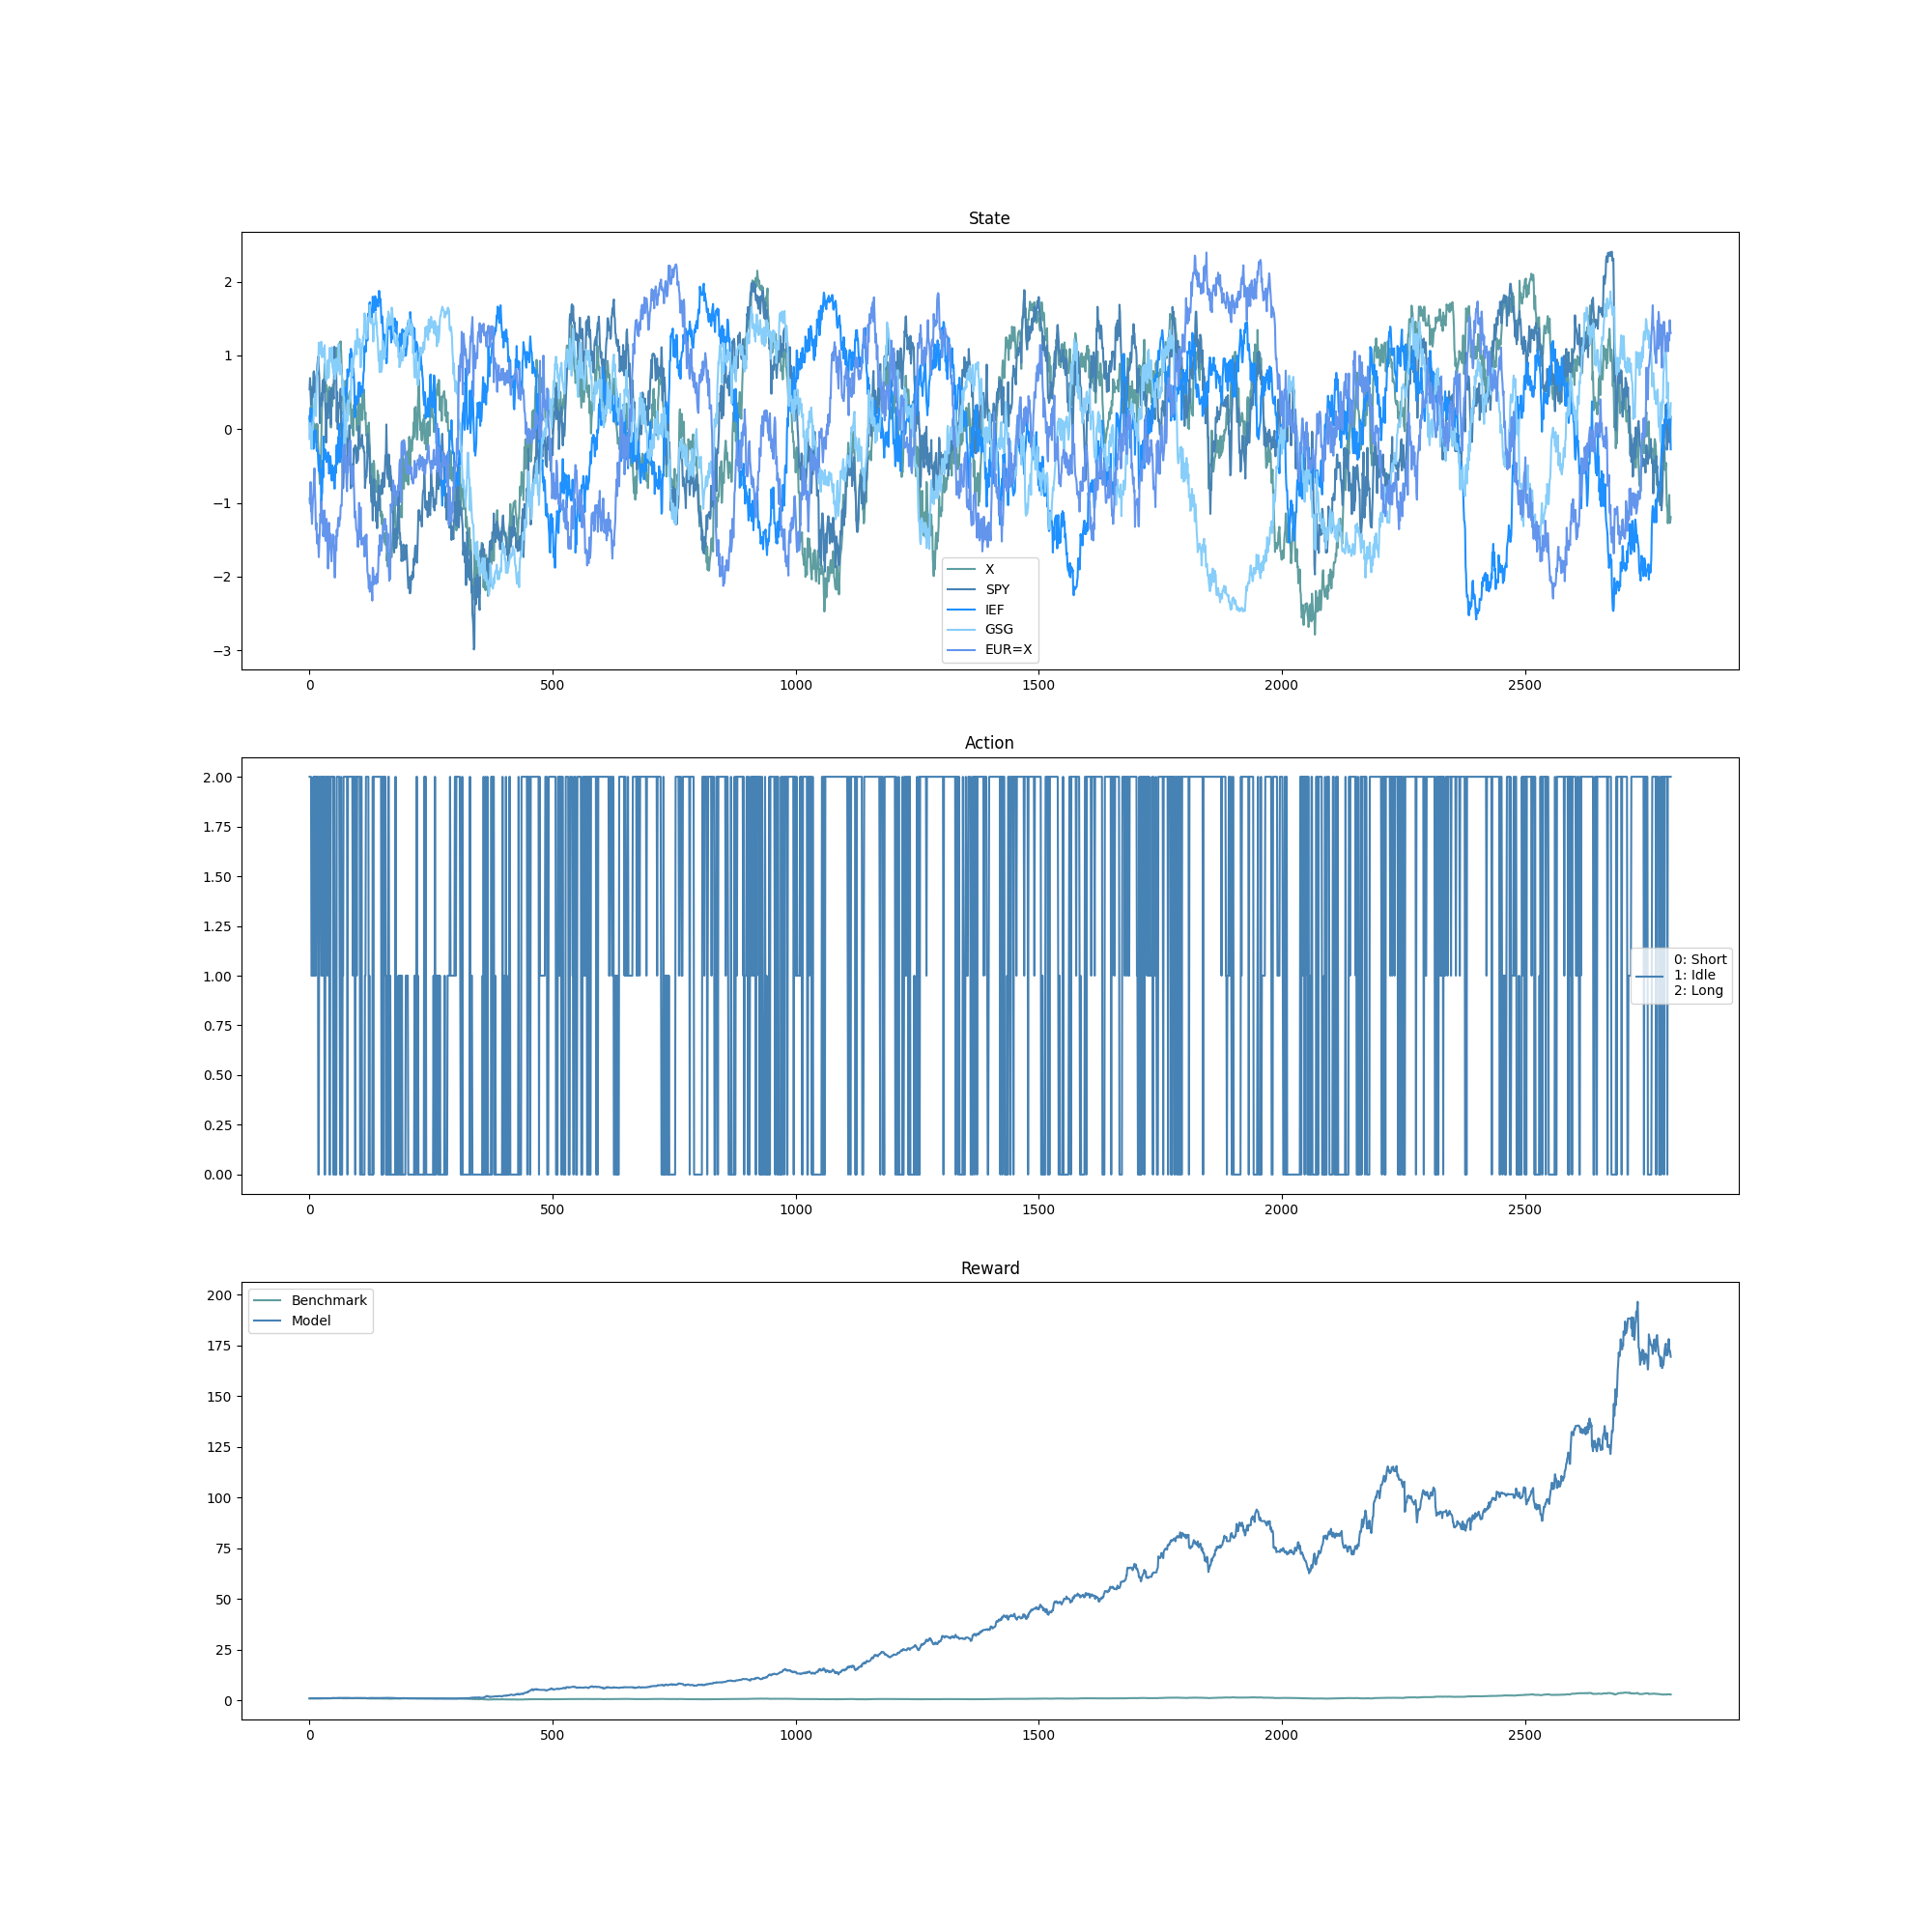 State
2
1
0
−1
−2
−3
X
SPY
IEF
GSG
EUR=X
0 500 1000 1500 2000 2500
Action
2.00
1.75
1.50
1.25
1.00
0.75
0.50
0.25
0.00
0: Short
1: Idle
2: Long
0 500 1000 1500 2000 2500
Reward
200
175
150
125
100
75
50
25
0
Benchmark
Model
0 500 1000 1500 2000 2500